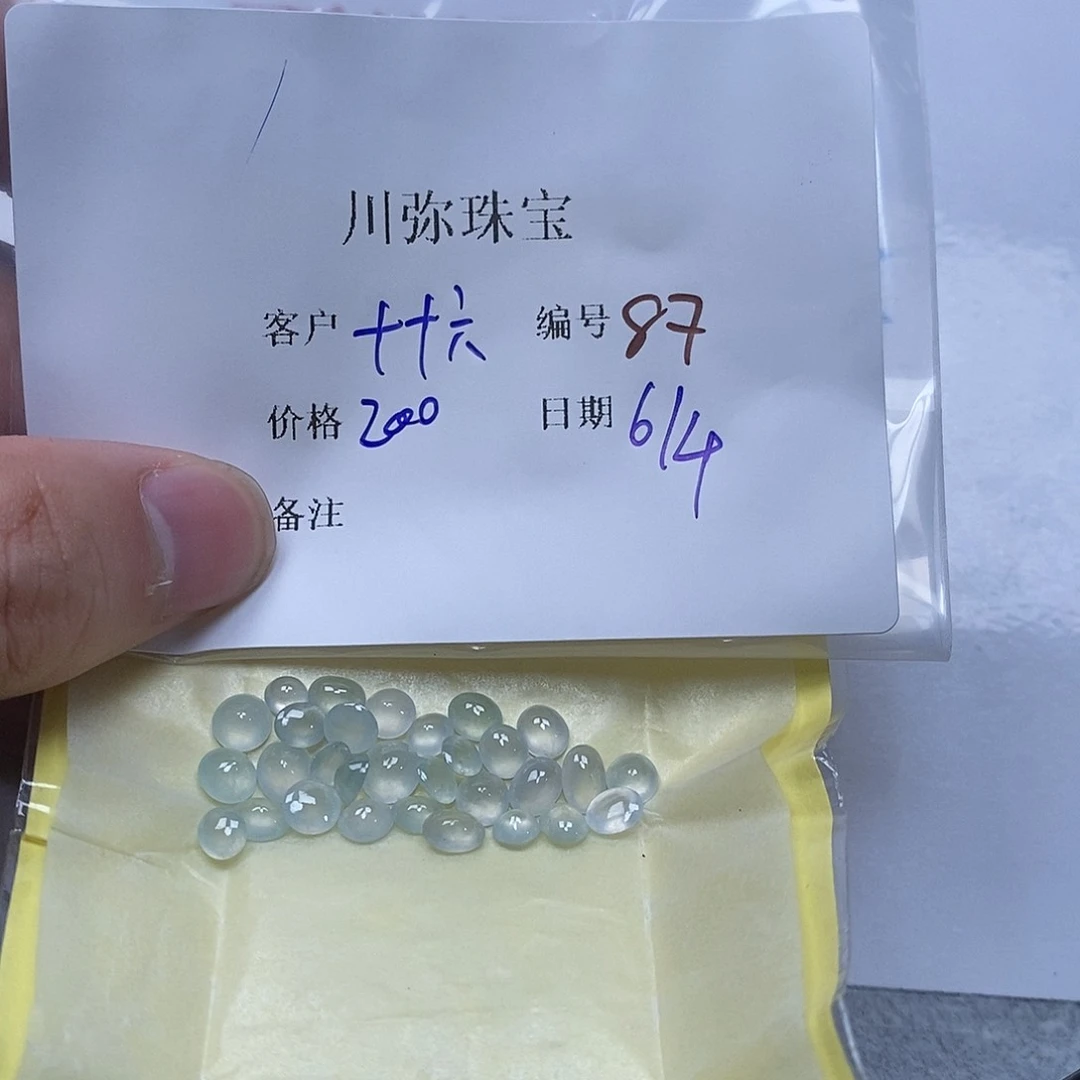 川弥珠宝
客户 十十六 编号 87
价格 200 日期 6/4
备注